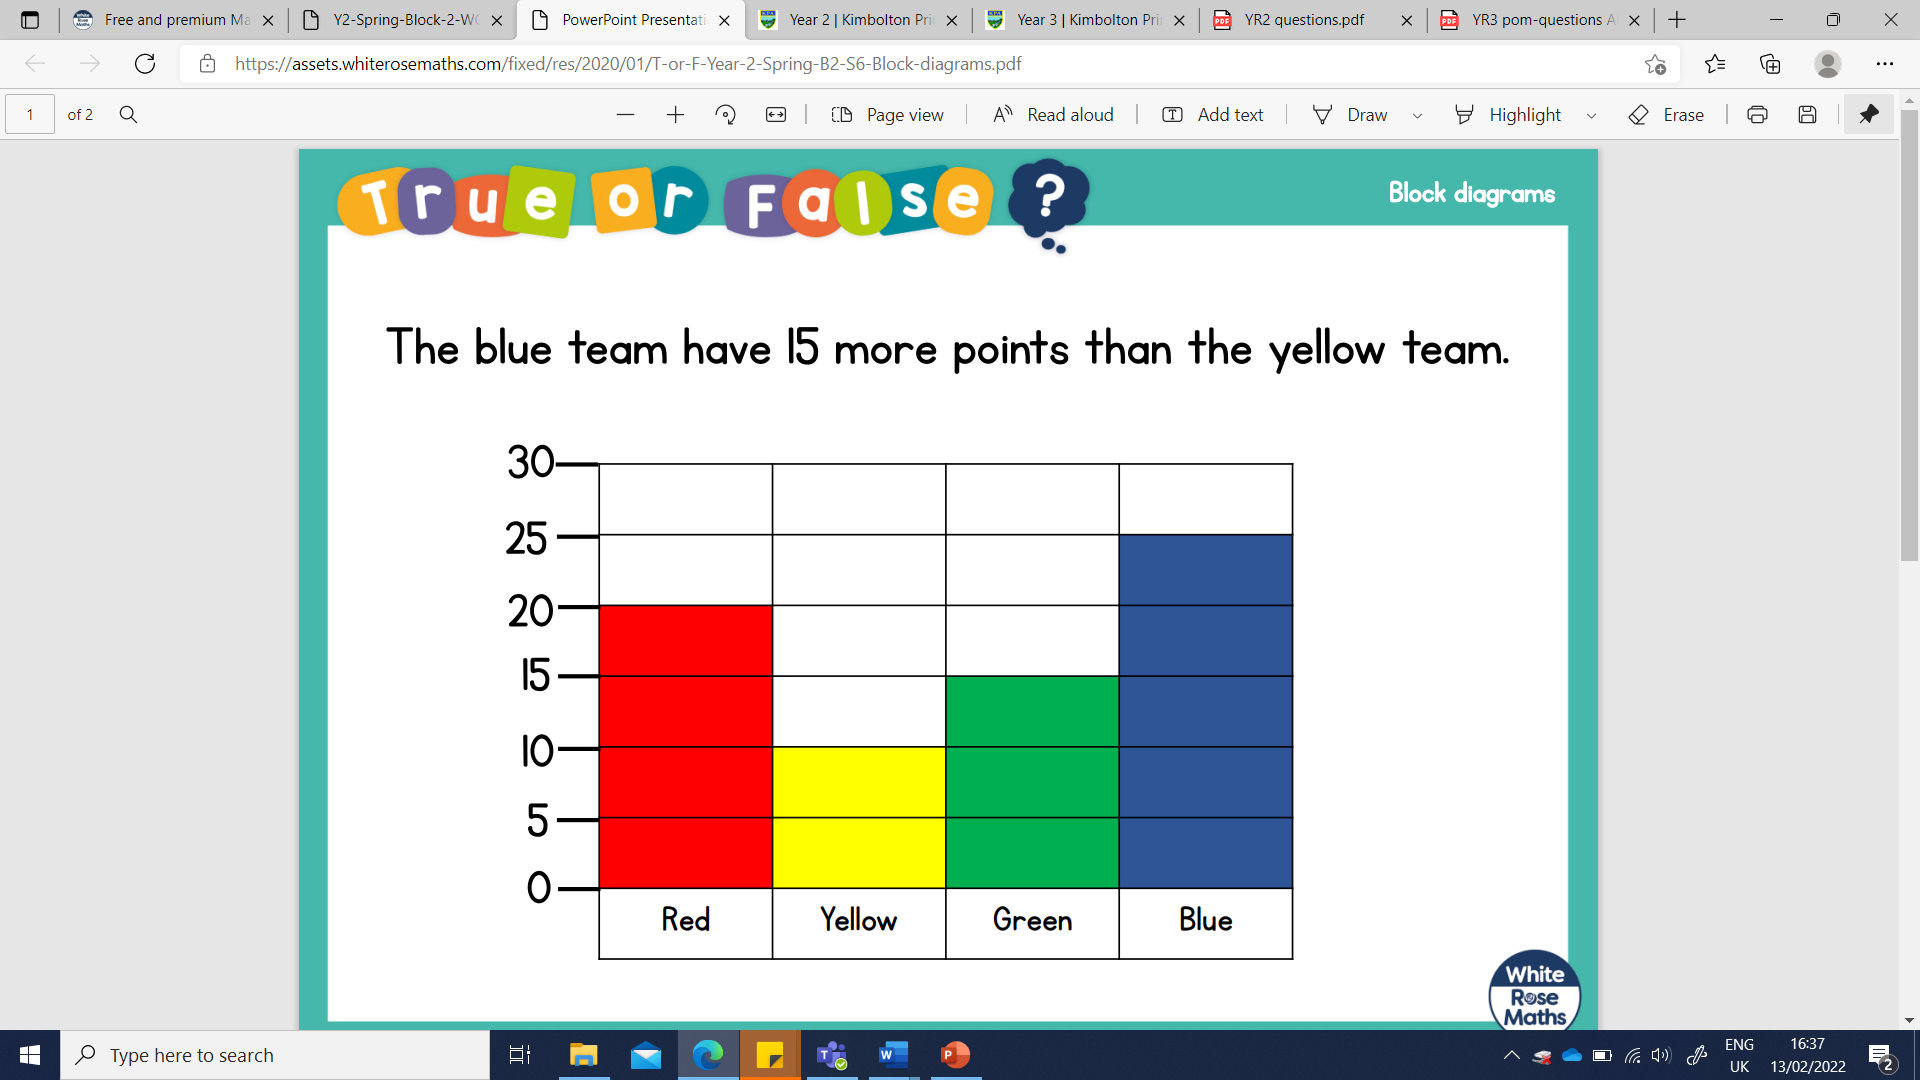 Free and premium Ma
Y2-Spring-Block-2-W
PowerPoint Presentati
Year 2 | Kimbolton Pri
Year 3 | Kimbolton Pri
YR2 questions.pdf
YR3 pom-questions A
https://assets.whiterosemaths.com/fixed/res/2020/01/T-or-F-Year-2-Spring-B2-S6-Block-diagrams.pdf
1 of 2
Page view
Read aloud
Add text
Draw
Highlight
Erase
True or False ?
Block diagrams
The blue team have 15 more points than the yellow team.
30
25
20
15
10
5
0
Red Yellow Green Blue
White
Rose
Maths
Type here to search
ENG
UK
16:37
13/02/2022
2